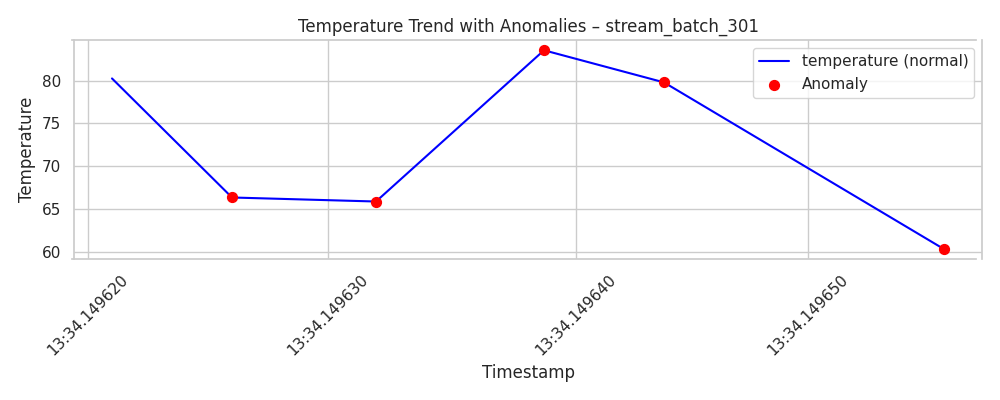 Temperature Trend with Anomalies – stream_batch_301
temperature (normal)
Anomaly
Temperature
80
75
70
65
60
13:34.149620
13:34.149630
13:34.149640
13:34.149650
Timestamp